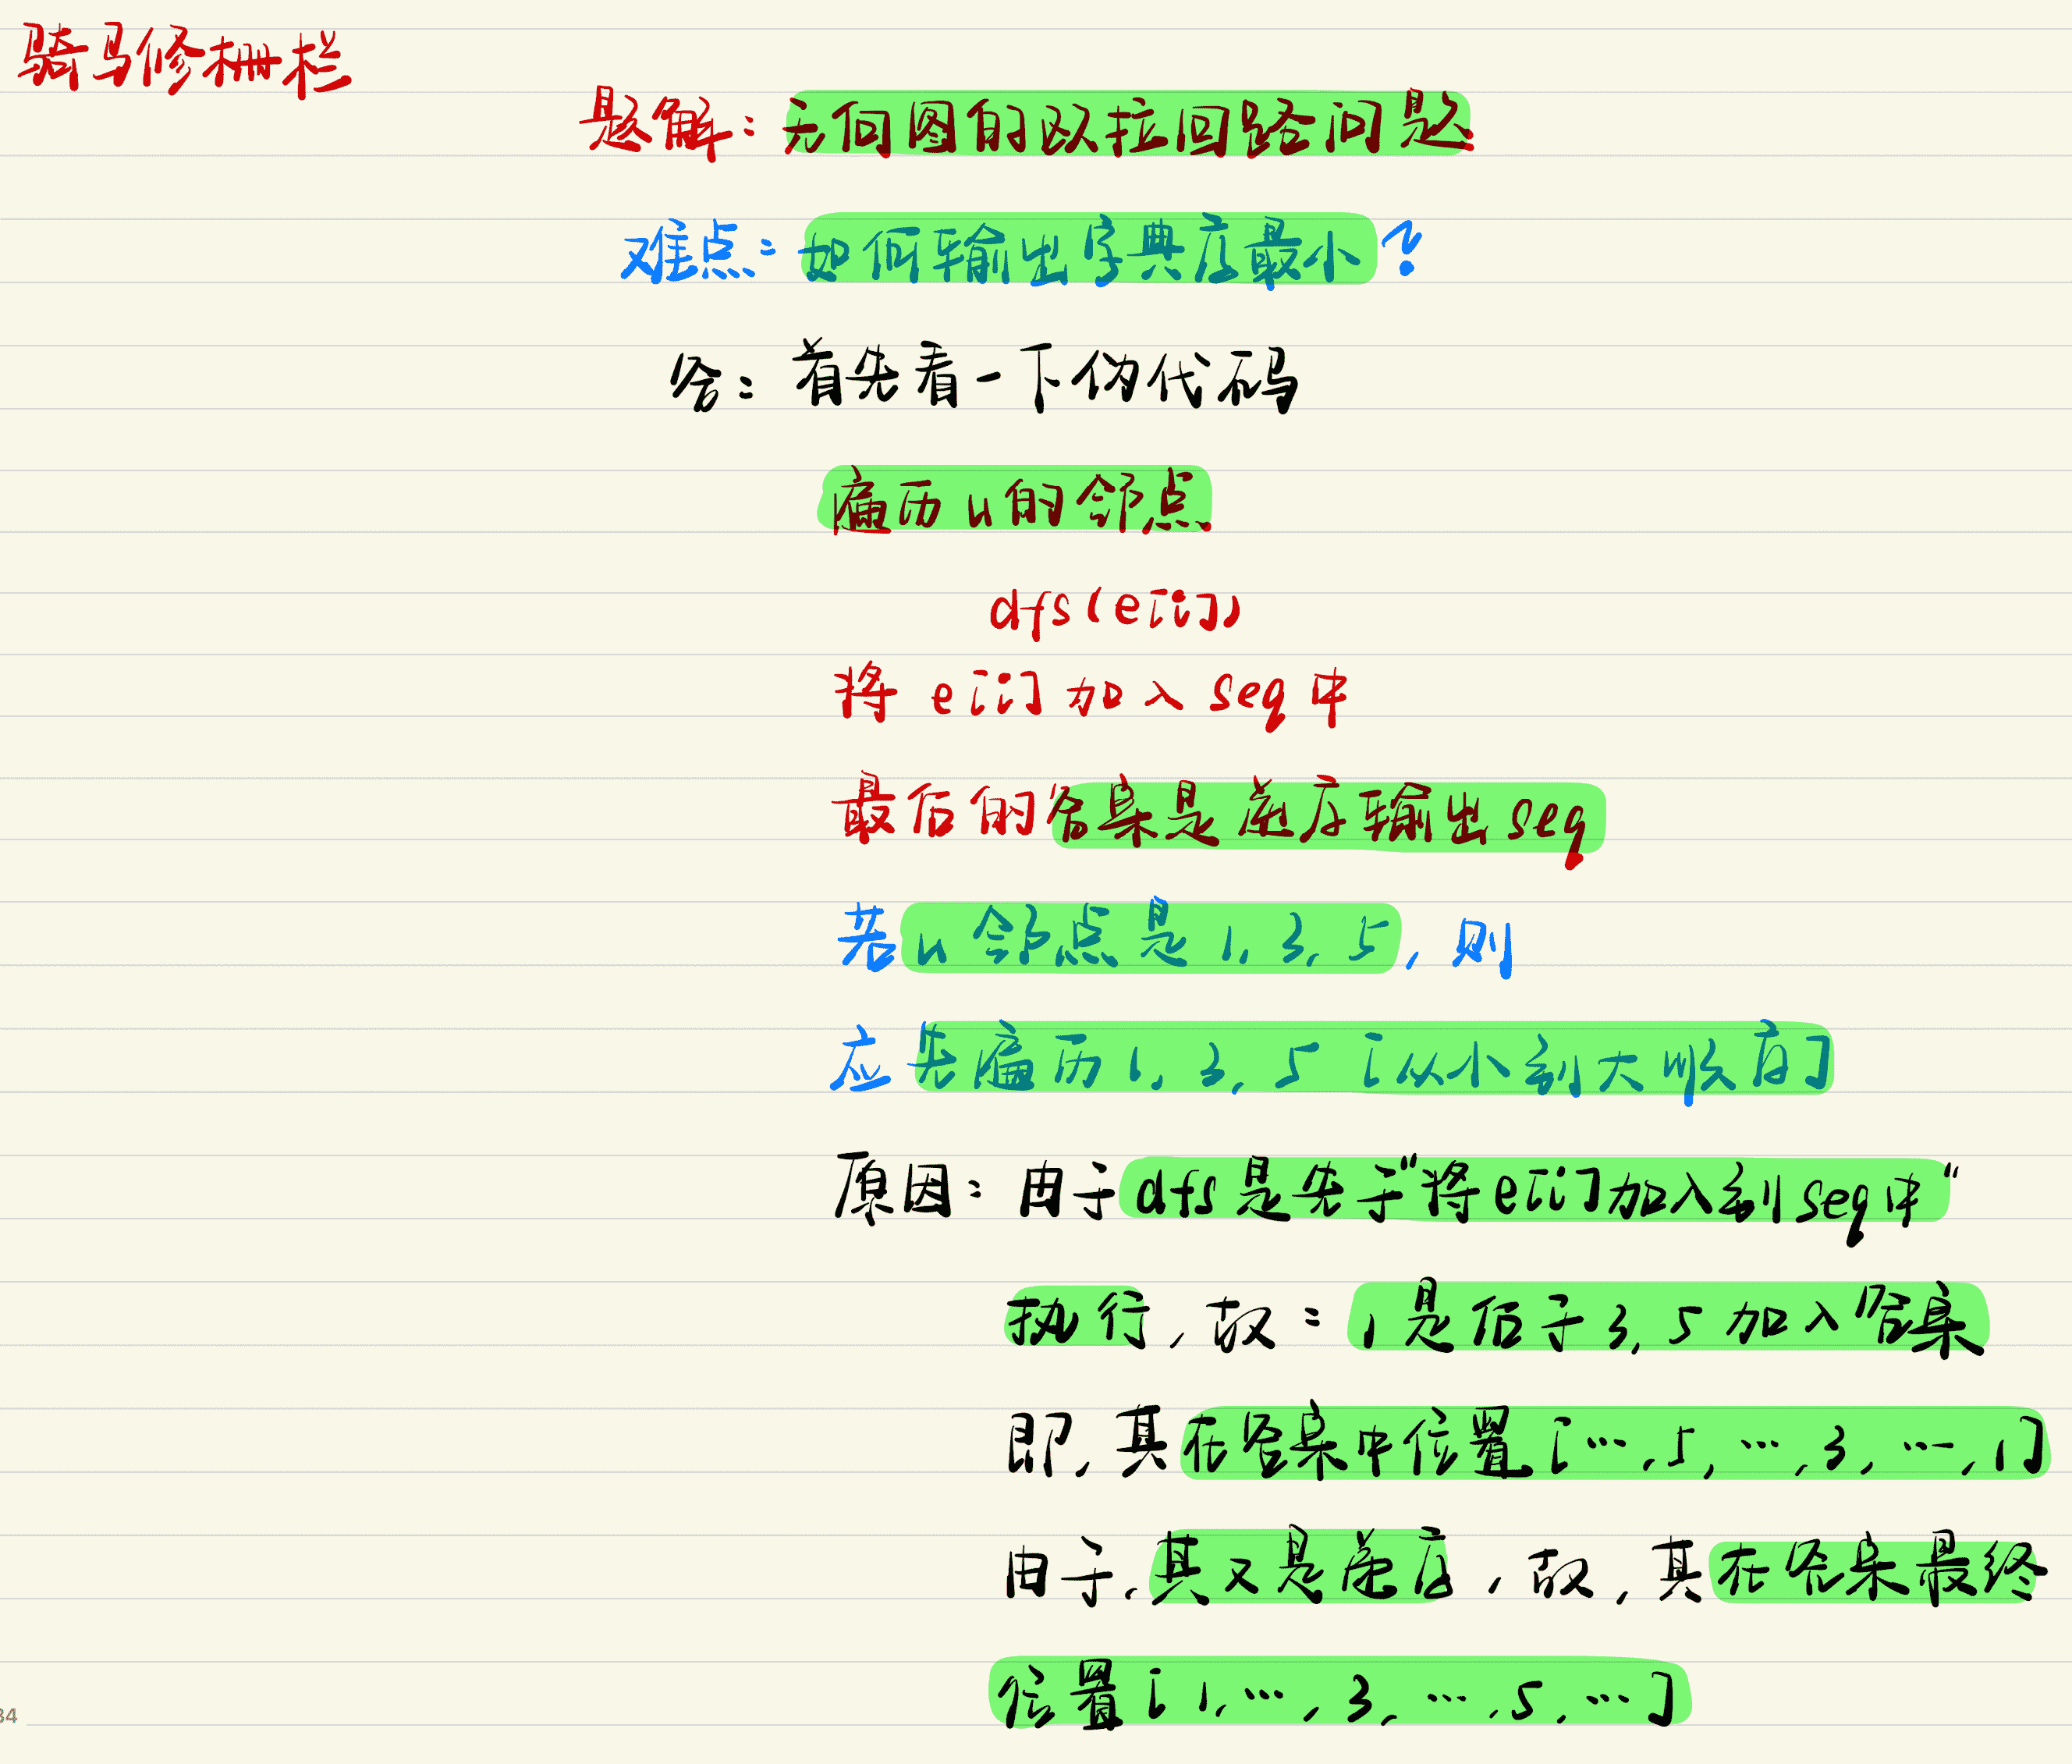 骑马修栅栏
题解：无向图的欧拉回路问题
难点：如何输出字典序最小？
答：首先看一下伪代码
遍历u的邻点
dfs(e[i])
将 e[i] 加入 seq 中
最后的答案是逆序输出seq
若 u 邻点是 1, 3, 5, 则
应先遍历 1, 3, 5 [从小到大顺序]
原因：由于dfs是先于"将e[i]加入到seq中"
执行, 故：1是后于3, 5 加入答案
即, 其在答案中位置 [… ,5, … ,3, … ,1]
由于, 其又是逆序, 故, 其在答案最终
位置 [1, … , 3, … ,5, …]
34